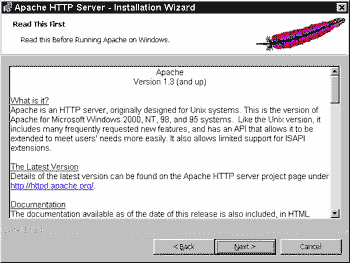 Apache HTTP Server - Installation Wizard
Read This First
Read this Before Running Apache on Windows.
Apache
Version 1.3 (and up)
What is it?
Apache is an HTTP server, originally designed for Unix systems. This is the version
of Apache for Microsoft Windows 2000, NT, 98, and 95 systems. Like the Unix version, it
includes many frequently requested new features, and has an API that allows it to be
extended to meet users' needs more easily. It also allows limited support for ISAPI
extensions.
The Latest Version
Details of the latest version can be found on the Apache HTTP server project page under
http://httpd.apache.org/.
Documentation
The documentation available as of the date of this release is also included, in HTML
< Back
Next >
Cancel